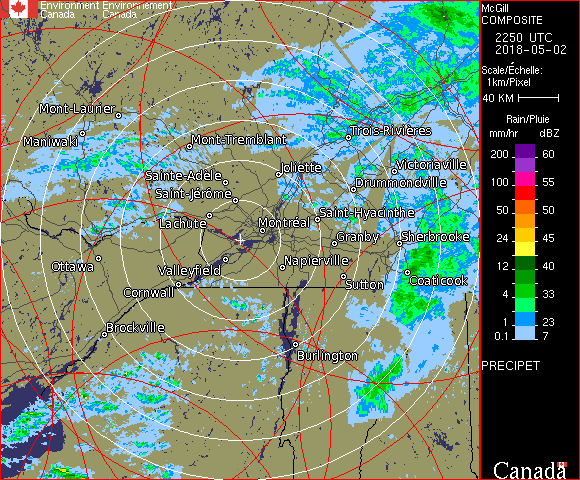 Environment Environnement
Canada Canada
Mont-Laurier
Maniwaki
Mont-Tremblant
Trois-Rivières
Joliette
Victoriaville
Sainte-Adèle
Drummondville
Saint-Jérôme
Saint-Hyacinthe
Lachute
Montréal
Granby
Sherbrooke
Ottawa
Valleyfield
Napierville
Coaticook
Sutton
Cornwall
Brockville
Burlington
McGill
COMPOSITE
2250 UTC
2018-05-02
Scale/Échelle:
1km/Pixel
40 KM
Rain/Pluie
mm/hr dBZ
200 60
100 55
50 50
24 45
12 40
4 33
1 23
0.1 7
PRECIPET
Canada